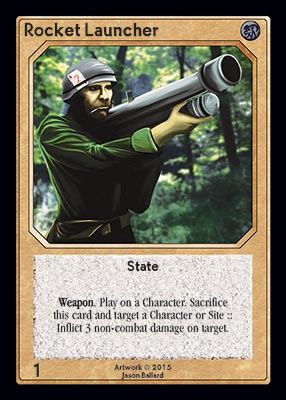 Rocket Launcher
State
Weapon. Play on a Character. Sacrifice
this card and target a Character or Site ::
Inflict 3 non-combat damage on target.
1
Artwork © 2015
Jason Ballard